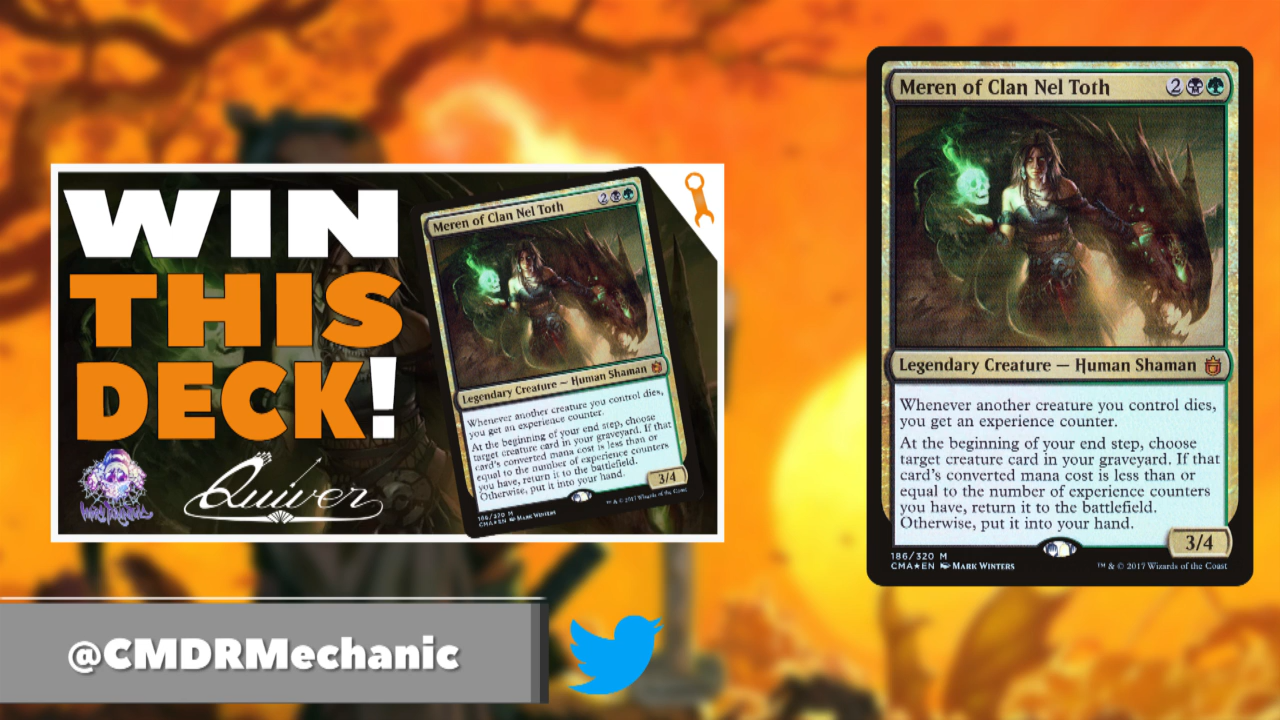 WIN
THIS
DECK!
Quiver
Meren of Clan Nel Toth 2
Legendary Creature — Human Shaman
Whenever another creature you control dies,
you get an experience counter.
At the beginning of your end step, choose
target creature card in your graveyard. If that
card's converted mana cost is less than or
equal to the number of experience counters
you have, return it to the battlefield.
Otherwise, put it into your hand.
3/4
186/320 M
CMA★EN Mark Winters
™ & © 2017 Wizards of the Coast
Meren of Clan Nel Toth 2
Legendary Creature — Human Shaman
Whenever another creature you control dies,
you get an experience counter.
At the beginning of your end step, choose
target creature card in your graveyard. If that
card's converted mana cost is less than or
equal to the number of experience counters
you have, return it to the battlefield.
Otherwise, put it into your hand.
3/4
186/320 M
CMA★EN Mark Winters
™ & © 2017 Wizards of the Coast
@CMDRMechanic